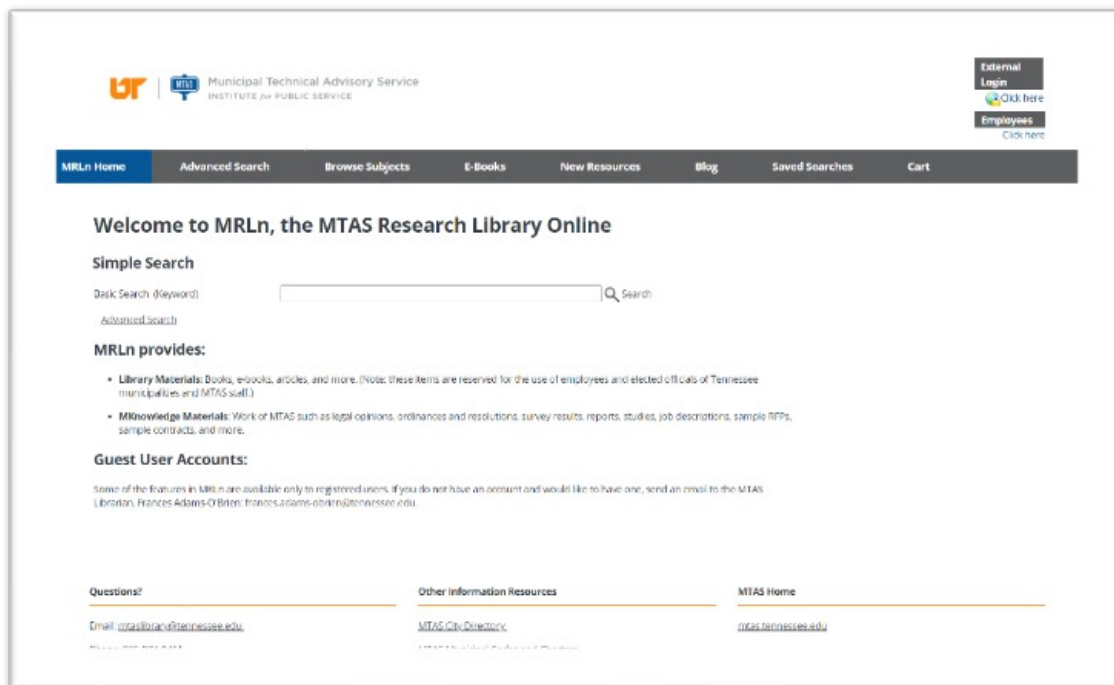 UT
MTAS
Municipal Technical Advisory Service
INSTITUTE for PUBLIC SERVICE
External
Login
Click here
Employees
Click here
MRLn Home Advanced Search Browse Subjects E-Books New Resources Blog Saved Searches Cart
Welcome to MRLn, the MTAS Research Library Online
Simple Search
Basic Search (Keyword) Search
Advanced Search
MRLn provides:
• Library Materials: Books, e-books, articles, and more. (Note: these items are reserved for the use of employees and elected officials of Tennessee
municipalities and MTAS staff.)
• MKnowledge Materials: Work of MTAS such as legal opinions, ordinances and resolutions, survey results, reports, studies, job descriptions, sample RFPs,
sample contracts, and more.
Guest User Accounts:
Some of the features in MRLn are available only to registered users. If you do not have an account and would like to have one, send an email to the MTAS
Librarian, Frances Adams-O'Brien: frances.adams-obrien@tennessee.edu.
Questions? Other Information Resources MTAS Home
Email: mtaslibrary@tennessee.edu. MTAS City Directory. mtas.tennessee.edu